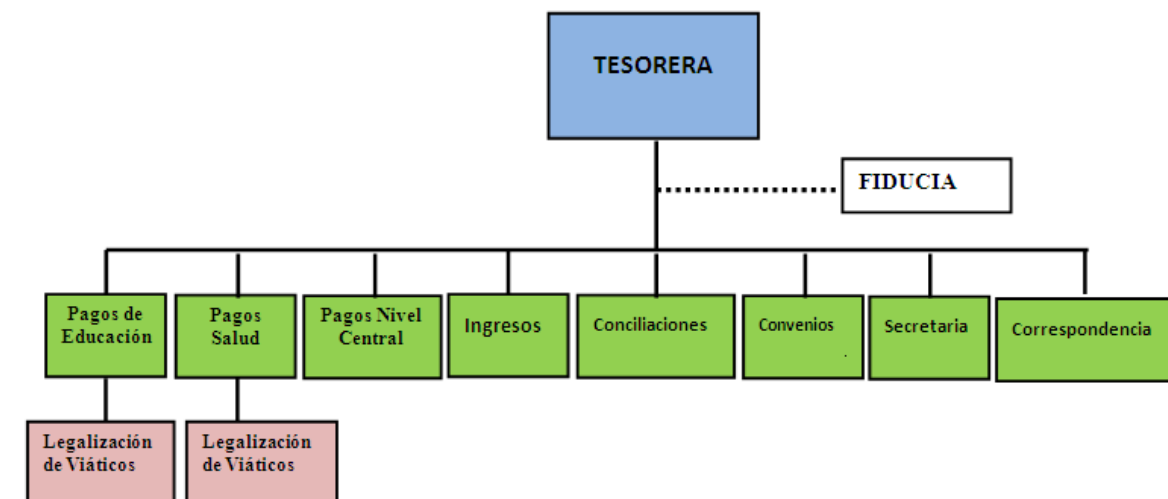 TESORERA
FIDUCIA
Pagos de
Educación
Pagos
Salud
Pagos Nivel
Central
Ingresos
Conciliaciones
Convenios
.
Secretaria
Correspondencia
Legalización
de Viáticos
Legalización
de Viáticos